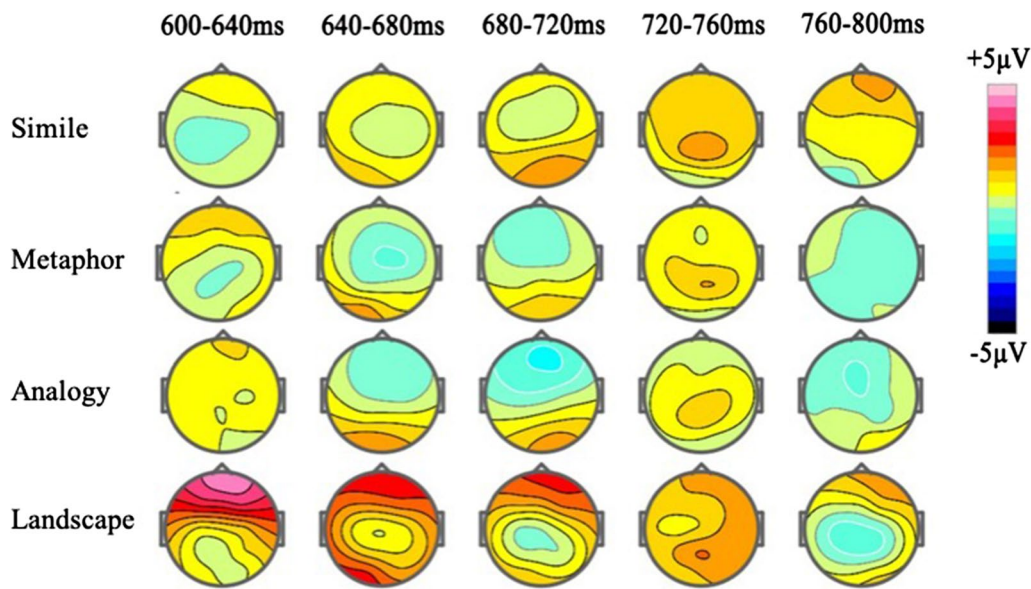 600-640ms 640-680ms 680-720ms 720-760ms 760-800ms
+5μV
Simile
Metaphor
-5μV
Analogy
Landscape